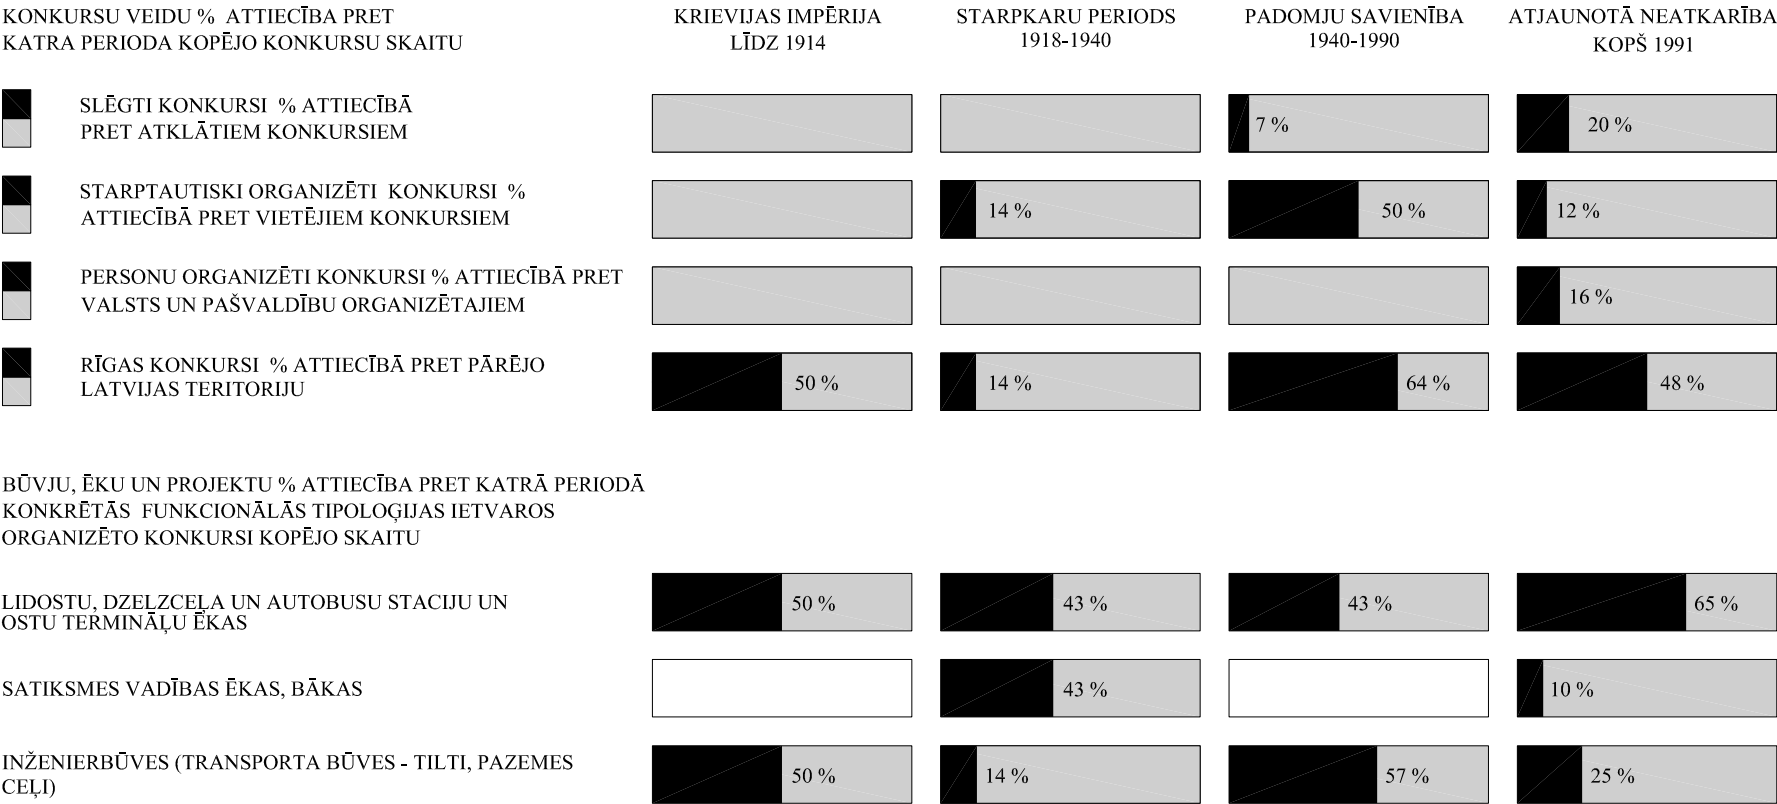 KONKURSU VEIDU % ATTIECĪBA PRET
KATRA PERIODA KOPĒJO KONKURSU SKAITU
KRIEVIJAS IMPĒRIJA
LĪDZ 1914
STARPKARU PERIODS
1918-1940
PADOMJU SAVIENĪBA
1940-1990
ATJAUNOTĀ NEATKARĪBA
KOPŠ 1991
SLĒGTI KONKURSI % ATTIECĪBĀ
PRET ATKLĀTIEM KONKURSIEM
7 %
20 %
STARPTAUTISKI ORGANIZĒTI KONKURSI %
ATTIECĪBĀ PRET VIETĒJIEM KONKURSIEM
14 %
50 %
12 %
PERSONU ORGANIZĒTI KONKURSI % ATTIECĪBĀ PRET
VALSTS UN PAŠVALDĪBU ORGANIZĒTAJIEM
16 %
RĪGAS KONKURSI % ATTIECĪBĀ PRET PĀRĒJO
LATVIJAS TERITORIJU
50 %
14 %
64 %
48 %
BŪVJU, ĒKU UN PROJEKTU % ATTIECĪBA PRET KATRĀ PERIODĀ
KONKRĒTĀS FUNKCIONĀLĀS TIPOLOĢIJAS IETVAROS
ORGANIZĒTO KONKURSI KOPĒJO SKAITU
LIDOSTU, DZELZCEĻA UN AUTOBUSU STACIJU UN
OSTU TERMINĀĻU ĒKAS
50 %
43 %
43 %
65 %
SATIKSMES VADĪBAS ĒKAS, BĀKAS
43 %
10 %
INŽENIERBŪVES (TRANSPORTA BŪVES - TILTI, PAZEMES
CEĻI)
50 %
14 %
57 %
25 %